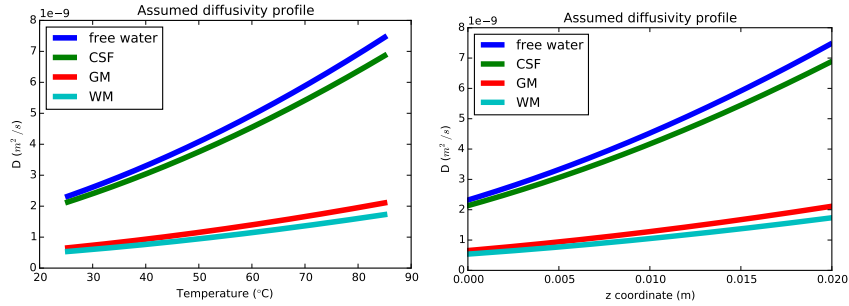 Assumed diffusivity profile
1e−9
8
7
6
5
4
3
2
1
0
D (m² /s)
free water
CSF
GM
WM
20 30 40 50 60 70 80 90
Temperature (°C)
Assumed diffusivity profile
1e−9
8
7
6
5
4
3
2
1
0
D (m² /s)
free water
CSF
GM
WM
0.000 0.005 0.010 0.015 0.020
z coordinate (m)